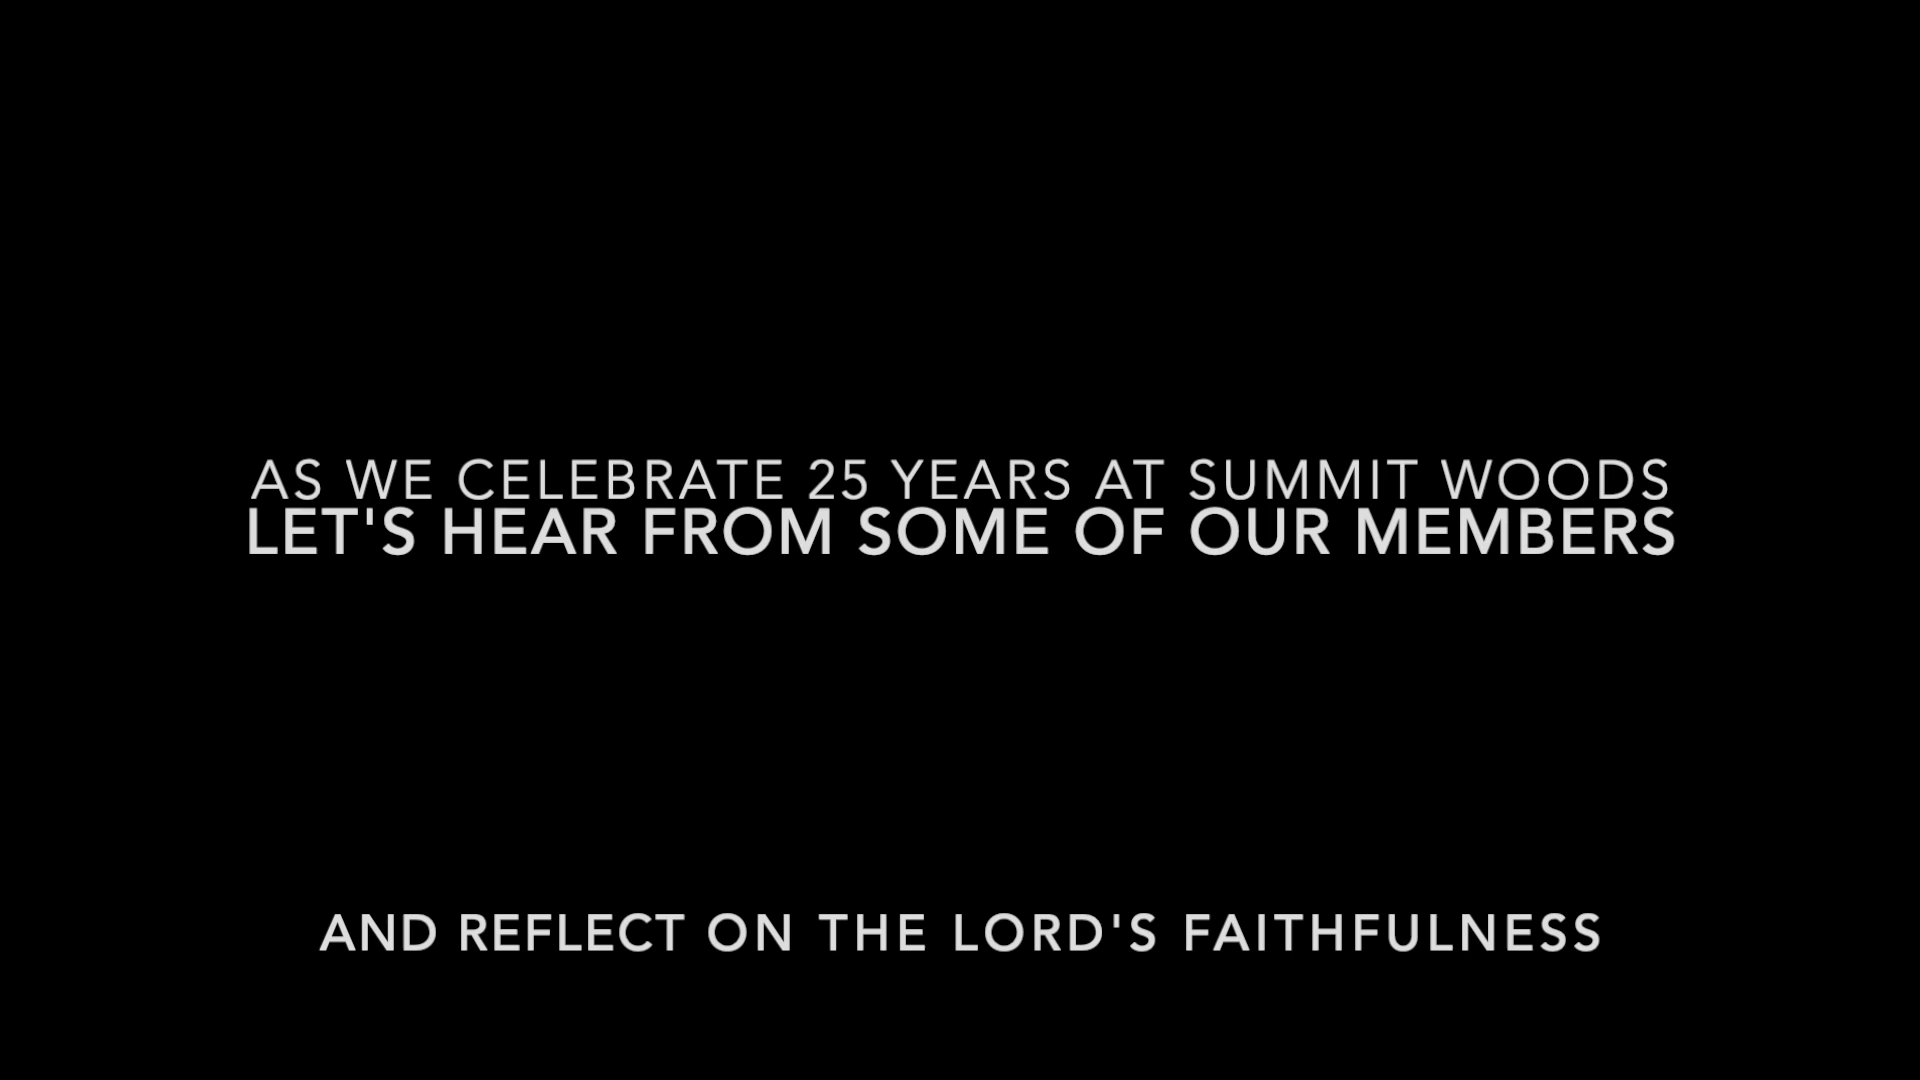 AS WE CELEBRATE 25 YEARS AT SUMMIT WOODS
LET'S HEAR FROM SOME OF OUR MEMBERS
AND REFLECT ON THE LORD'S FAITHFULNESS